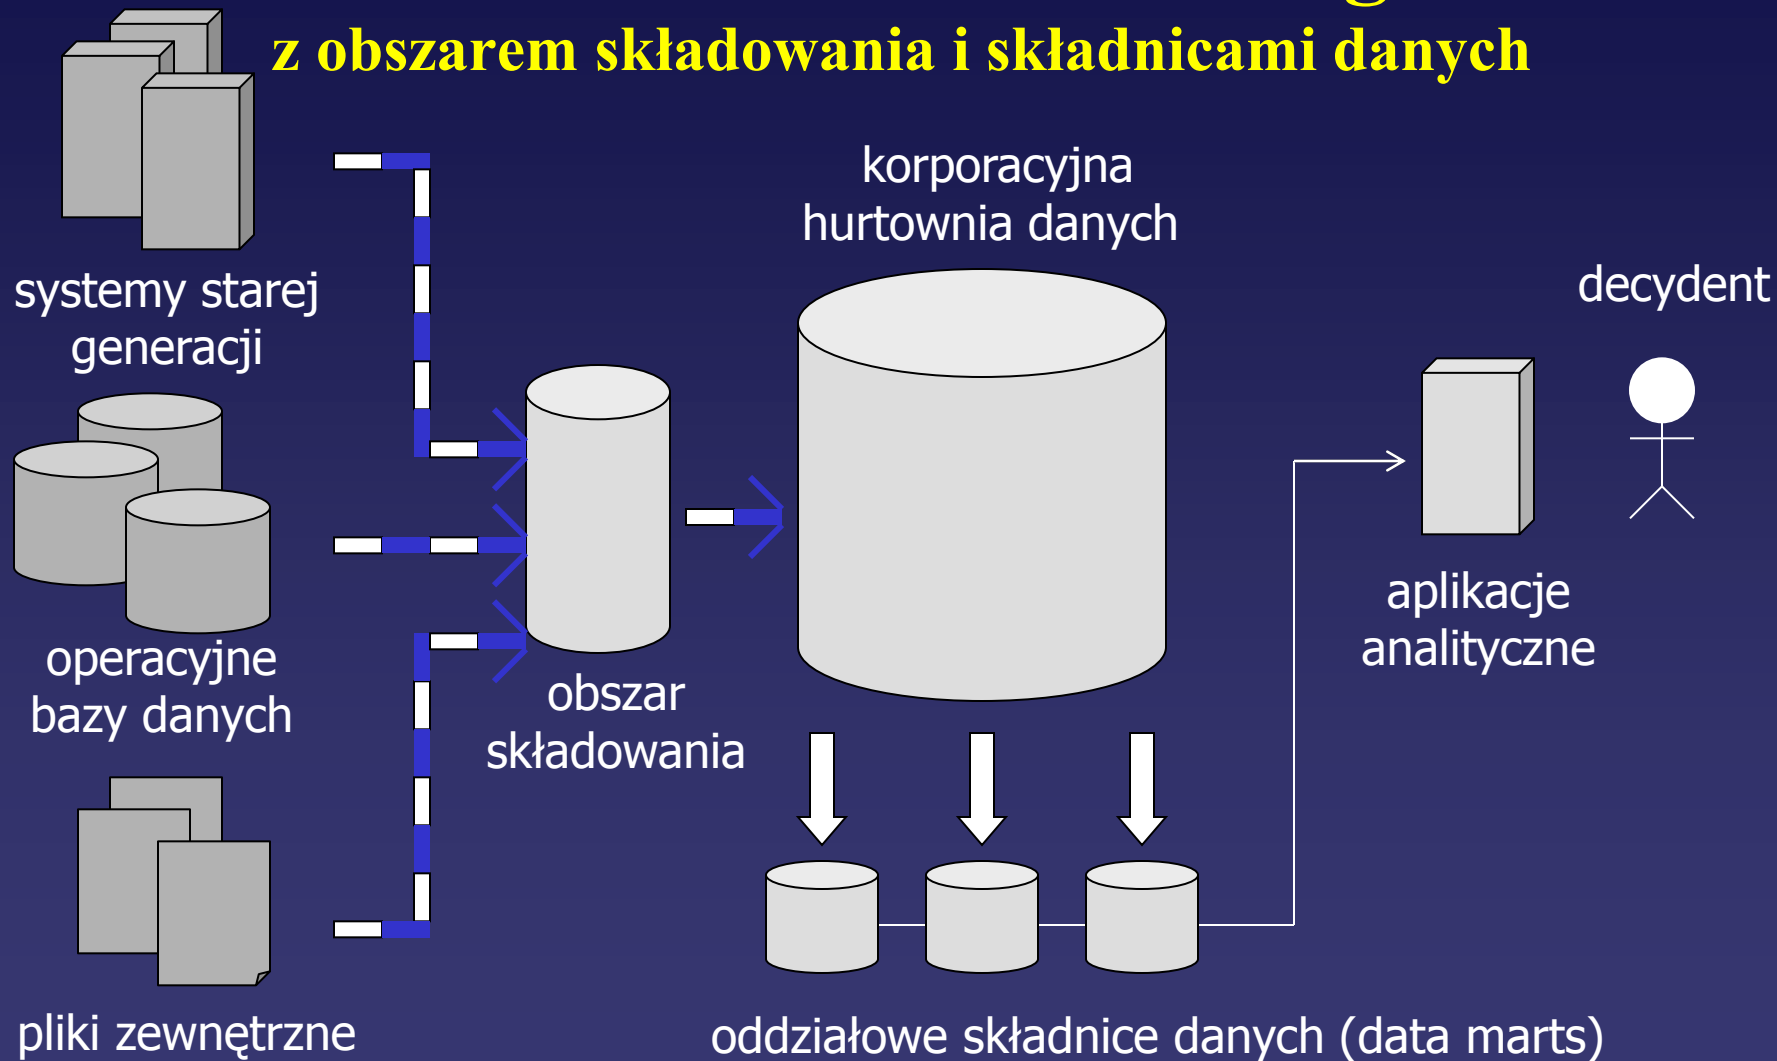 z obszarem składowania i składnicami danych
korporacyjna
hurtownia danych
systemy starej
generacji
decydent
operacyjne
bazy danych
obszar
składowania
aplikacje
analityczne
pliki zewnętrzne
oddziałowe składnice danych (data marts)